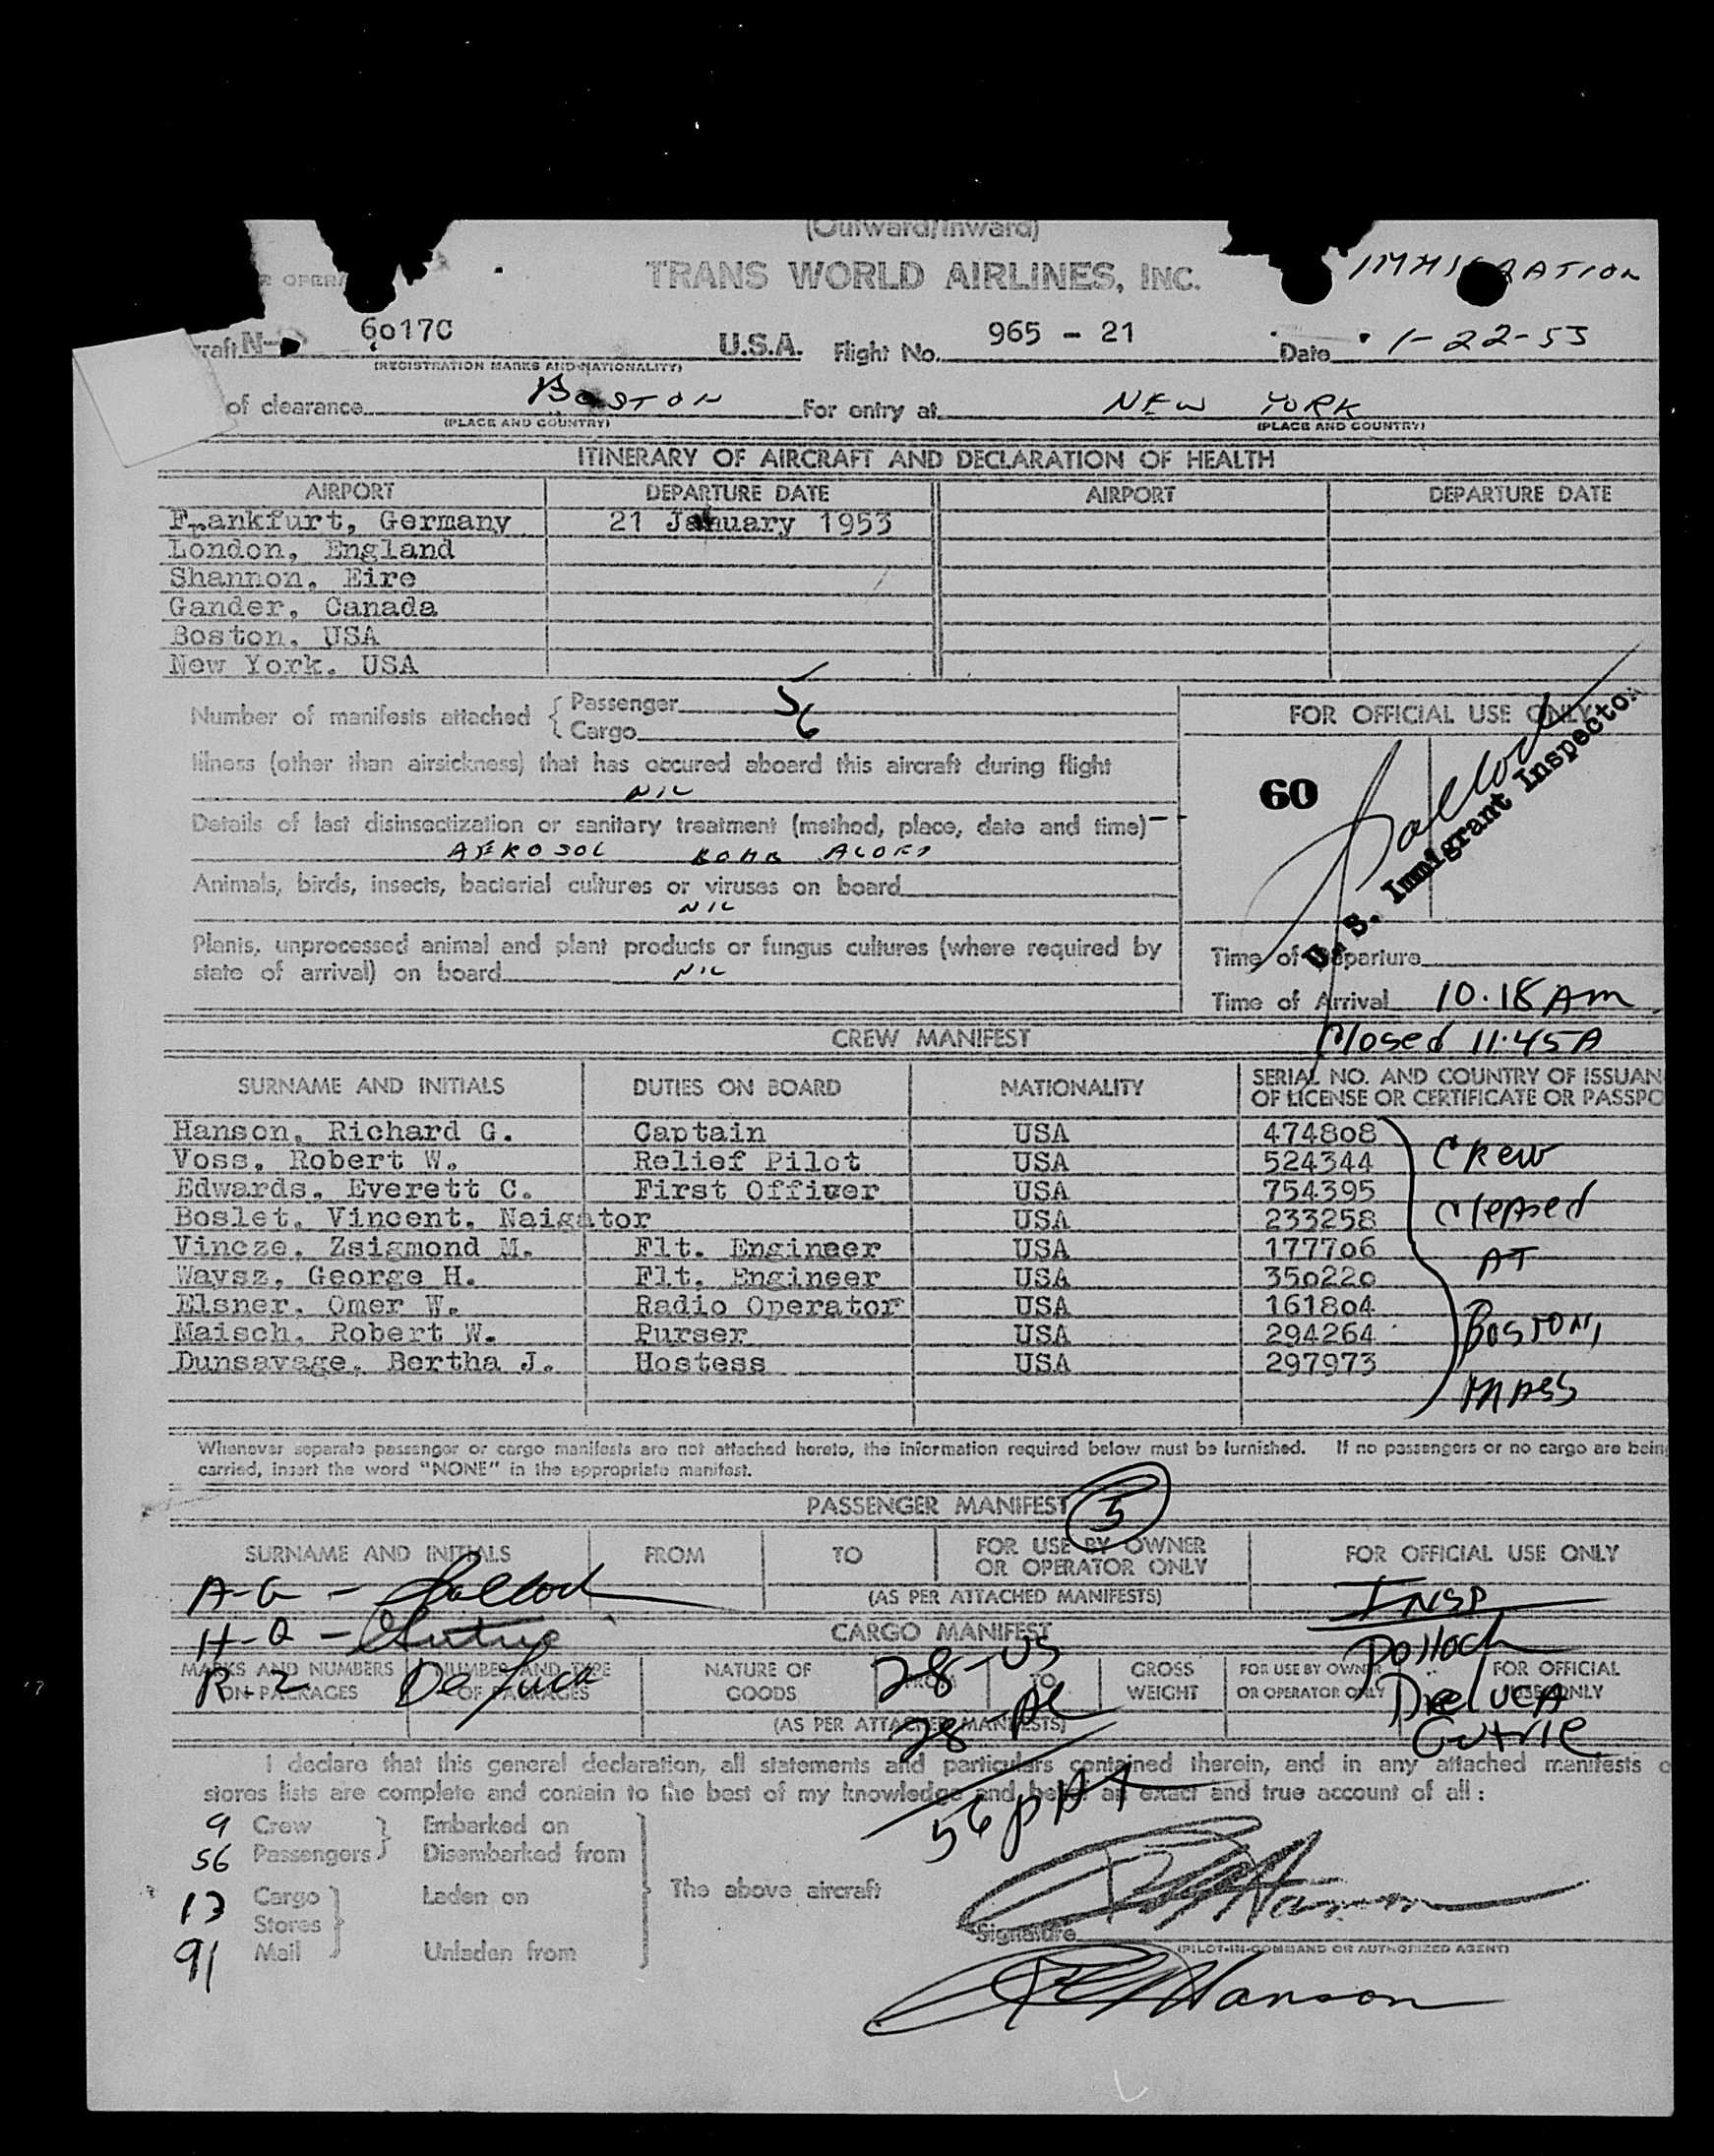 (Outward/Inward)
TRANS WORLD AIRLINES, INC.
OPERA
IMMIGRATION
raft N- 6017C U.S.A. Flight No. 965 - 21 Date 1-22-53
(REGISTRATION MARKS AND NATIONALITY)
of clearance BOSTON For entry at NEW YORK
(PLACE AND COUNTRY) (PLACE AND COUNTRY)
ITINERARY OF AIRCRAFT AND DECLARATION OF HEALTH
AIRPORT DEPARTURE DATE AIRPORT DEPARTURE DATE
Frankfurt, Germany 21 January 1953
London, England
Shannon, Eire
Gander, Canada
Boston, USA
New York, USA
Number of manifests attached { Passenger 5
Cargo 6
FOR OFFICIAL USE ONLY
Illness (other than airsickness) that has occured aboard this aircraft during flight
NIL
60
Pollock
U. S. Immigrant Inspector
Details of last disinsectization or sanitary treatment (method, place, date and time)
AEROSOL BOMB ALOFT
Animals, birds, insects, bacterial cultures or viruses on board
NIL
Plants, unprocessed animal and plant products or fungus cultures (where required by
state of arrival) on board NIL
Time of Departure
Time of Arrival 10.18 Am
Closed 11.45A
CREW MANIFEST
SURNAME AND INITIALS DUTIES ON BOARD NATIONALITY SERIAL NO. AND COUNTRY OF ISSUAN
OF LICENSE OR CERTIFICATE OR PASSPO
Hanson, Richard G. Captain USA 474808
Voss, Robert W. Relief Pilot USA 524344
Edwards, Everett C. First Officer USA 754395
Boslet, Vincent, Naigator USA 233258
Vincze, Zsigmond M. Flt. Engineer USA 177706
Waysz, George H. Flt. Engineer USA 350220
Elsner, Omer W. Radio Operator USA 161804
Maisch, Robert W. Purser USA 294264
Dunsavage, Bertha J. Hostess USA 297973
Crew
cleared
AT
BOSTON,
MASS
Whenever separate passenger or cargo manifests are not attached hereto, the information required below must be furnished. If no passengers or no cargo are bein
carried, insert the word "NONE" in the appropriate manifest.
PASSENGER MANIFEST 5
SURNAME AND INITIALS FROM TO FOR USE BY OWNER
OR OPERATOR ONLY FOR OFFICIAL USE ONLY
(AS PER ATTACHED MANIFESTS)
A-G - Pollock
H-Q - Gutrie
R-Z DeLuca
INSP
Pollock
DeLUCA
Gutrie
CARGO MANIFEST
MARKS AND NUMBERS
ON PACKAGES NUMBER AND TYPE
OF PACKAGES NATURE OF
GOODS FROM TO GROSS
WEIGHT FOR USE BY OWNER
OR OPERATOR ONLY FOR OFFICIAL
USE ONLY
(AS PER ATTACHED MANIFESTS)
28-US
28-AL
56 pAX
I declare that this general declaration, all statements and particulars contained therein, and in any attached manifests
stores lists are complete and contain to the best of my knowledge and belief an exact and true account of all:
9 Crew Embarked on
56 Passengers Disembarked from
The above aircraft
13 Cargo Laden on
Stores
91 Mail Unladen from
R G Hanson
Signature
(PILOT-IN-COMMAND OR AUTHORIZED AGENT)
R G Hanson